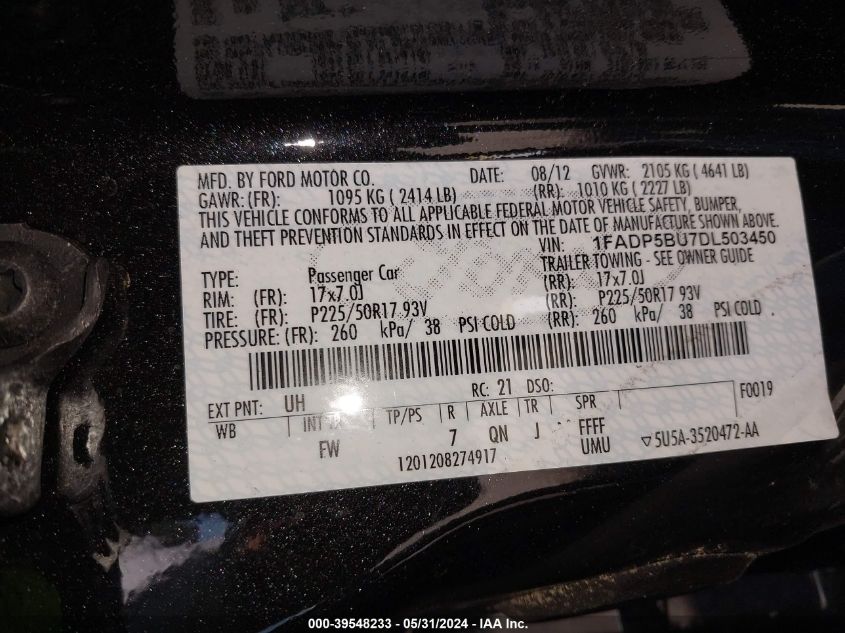 MFD. BY FORD MOTOR CO. DATE: 08/12 GVWR: 2105 KG ( 4641 LB)
GAWR: (FR): 1095 KG ( 2414 LB) (RR): 1010 KG ( 2227 LB)
THIS VEHICLE CONFORMS TO ALL APPLICABLE FEDERAL MOTOR VEHICLE SAFETY, BUMPER,
AND THEFT PREVENTION STANDARDS IN EFFECT ON THE DATE OF MANUFACTURE SHOWN ABOVE.
VIN: 1FADP5BU7DL503450
TYPE: Passenger Car TRAILER TOWING - SEE OWNER GUIDE
RIM: (FR): 17x7.0J (RR): 17x7.0J
TIRE: (FR): P225/50R17 93V (RR): P225/50R17 93V
PRESSURE: (FR): 260 kPa/ 38 PSI COLD (RR): 260 kPa/ 38 PSI COLD
EXT PNT: UH RC: 21 DSO: F0019
WB INT TR TP/PS R AXLE TR SPR
FW 7 QN J FFFF
UMU 5U5A-3520472-AA
1201208274917
000-39548233 - 05/31/2024 - IAA Inc.